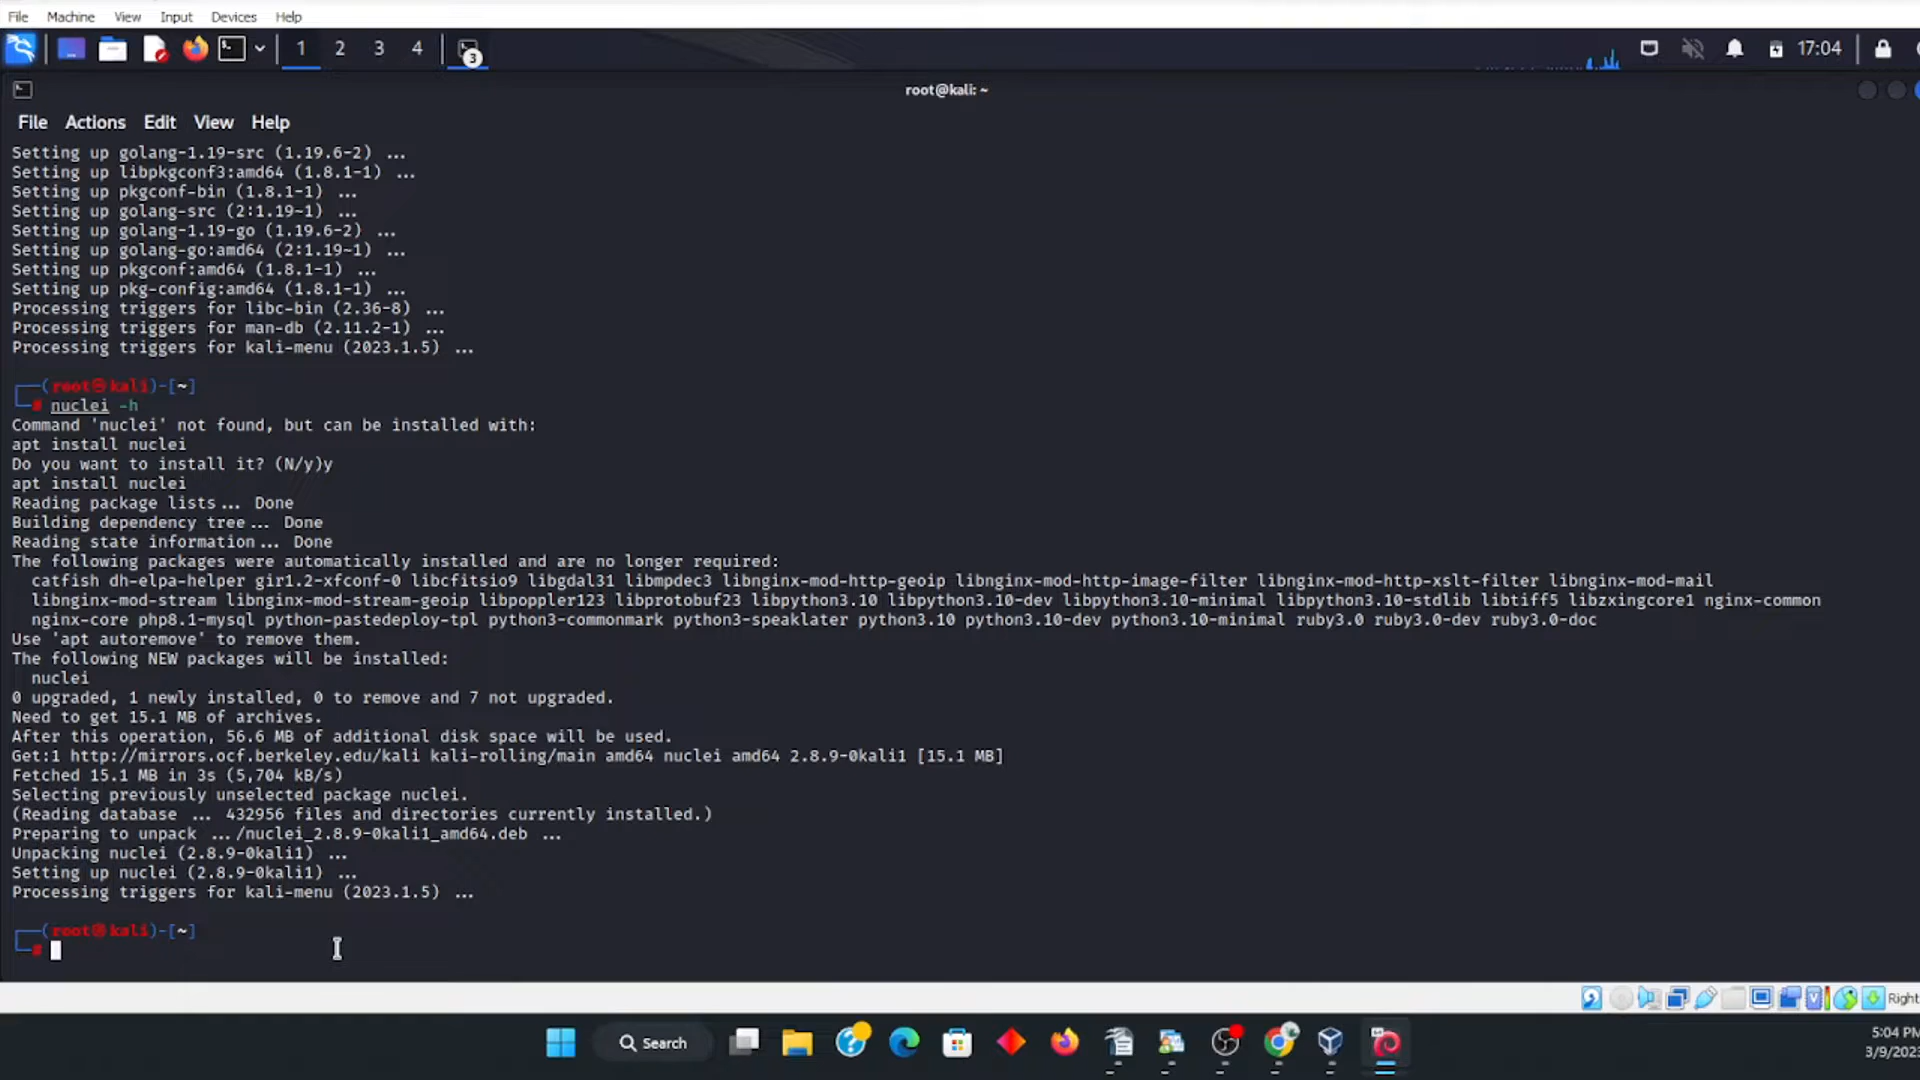 File Machine View Input Devices Help
1 2 3 4 3 17:04
root@kali: ~
File Actions Edit View Help
Setting up golang-1.19-src (1.19.6-2) ...
Setting up libpkgconf3:amd64 (1.8.1-1) ...
Setting up pkgconf-bin (1.8.1-1) ...
Setting up golang-src (2:1.19~1) ...
Setting up golang-1.19-go (1.19.6-2) ...
Setting up golang-go:amd64 (2:1.19~1) ...
Setting up pkgconf:amd64 (1.8.1-1) ...
Setting up pkg-config:amd64 (1.8.1-1) ...
Processing triggers for libc-bin (2.36-8) ...
Processing triggers for man-db (2.11.2-1) ...
Processing triggers for kali-menu (2023.1.5) ...
┌──(root㉿kali)-[~]
└─# nuclei -h
Command 'nuclei' not found, but can be installed with:
apt install nuclei
Do you want to install it? (N/y)y
apt install nuclei
Reading package lists... Done
Building dependency tree... Done
Reading state information... Done
The following packages were automatically installed and are no longer required:
catfish dh-elpa-helper gir1.2-xfconf-0 libcfitsio9 libgdal31 libmpdec3 libnginx-mod-http-geoip libnginx-mod-http-image-filter libnginx-mod-http-xslt-filter libnginx-mod-mail
libnginx-mod-stream libnginx-mod-stream-geoip libpoppler123 libprotobuf23 libpython3.10 libpython3.10-dev libpython3.10-minimal libpython3.10-stdlib libtiff5 libzxingcore1 nginx-common
nginx-core php8.1-mysql python-pastedeploy-tpl python3-commonmark python3-speaklater python3.10 python3.10-dev python3.10-minimal ruby3.0 ruby3.0-dev ruby3.0-doc
Use 'apt autoremove' to remove them.
The following NEW packages will be installed:
nuclei
0 upgraded, 1 newly installed, 0 to remove and 7 not upgraded.
Need to get 15.1 MB of archives.
After this operation, 56.6 MB of additional disk space will be used.
Get:1 http://mirrors.ocf.berkeley.edu/kali kali-rolling/main amd64 nuclei amd64 2.8.9-0kali1 [15.1 MB]
Fetched 15.1 MB in 3s (5,704 kB/s)
Selecting previously unselected package nuclei.
(Reading database ... 432956 files and directories currently installed.)
Preparing to unpack .../nuclei_2.8.9-0kali1_amd64.deb ...
Unpacking nuclei (2.8.9-0kali1) ...
Setting up nuclei (2.8.9-0kali1) ...
Processing triggers for kali-menu (2023.1.5) ...
┌──(root㉿kali)-[~]
└─#
Right
Search
5:04 PM
3/9/2023